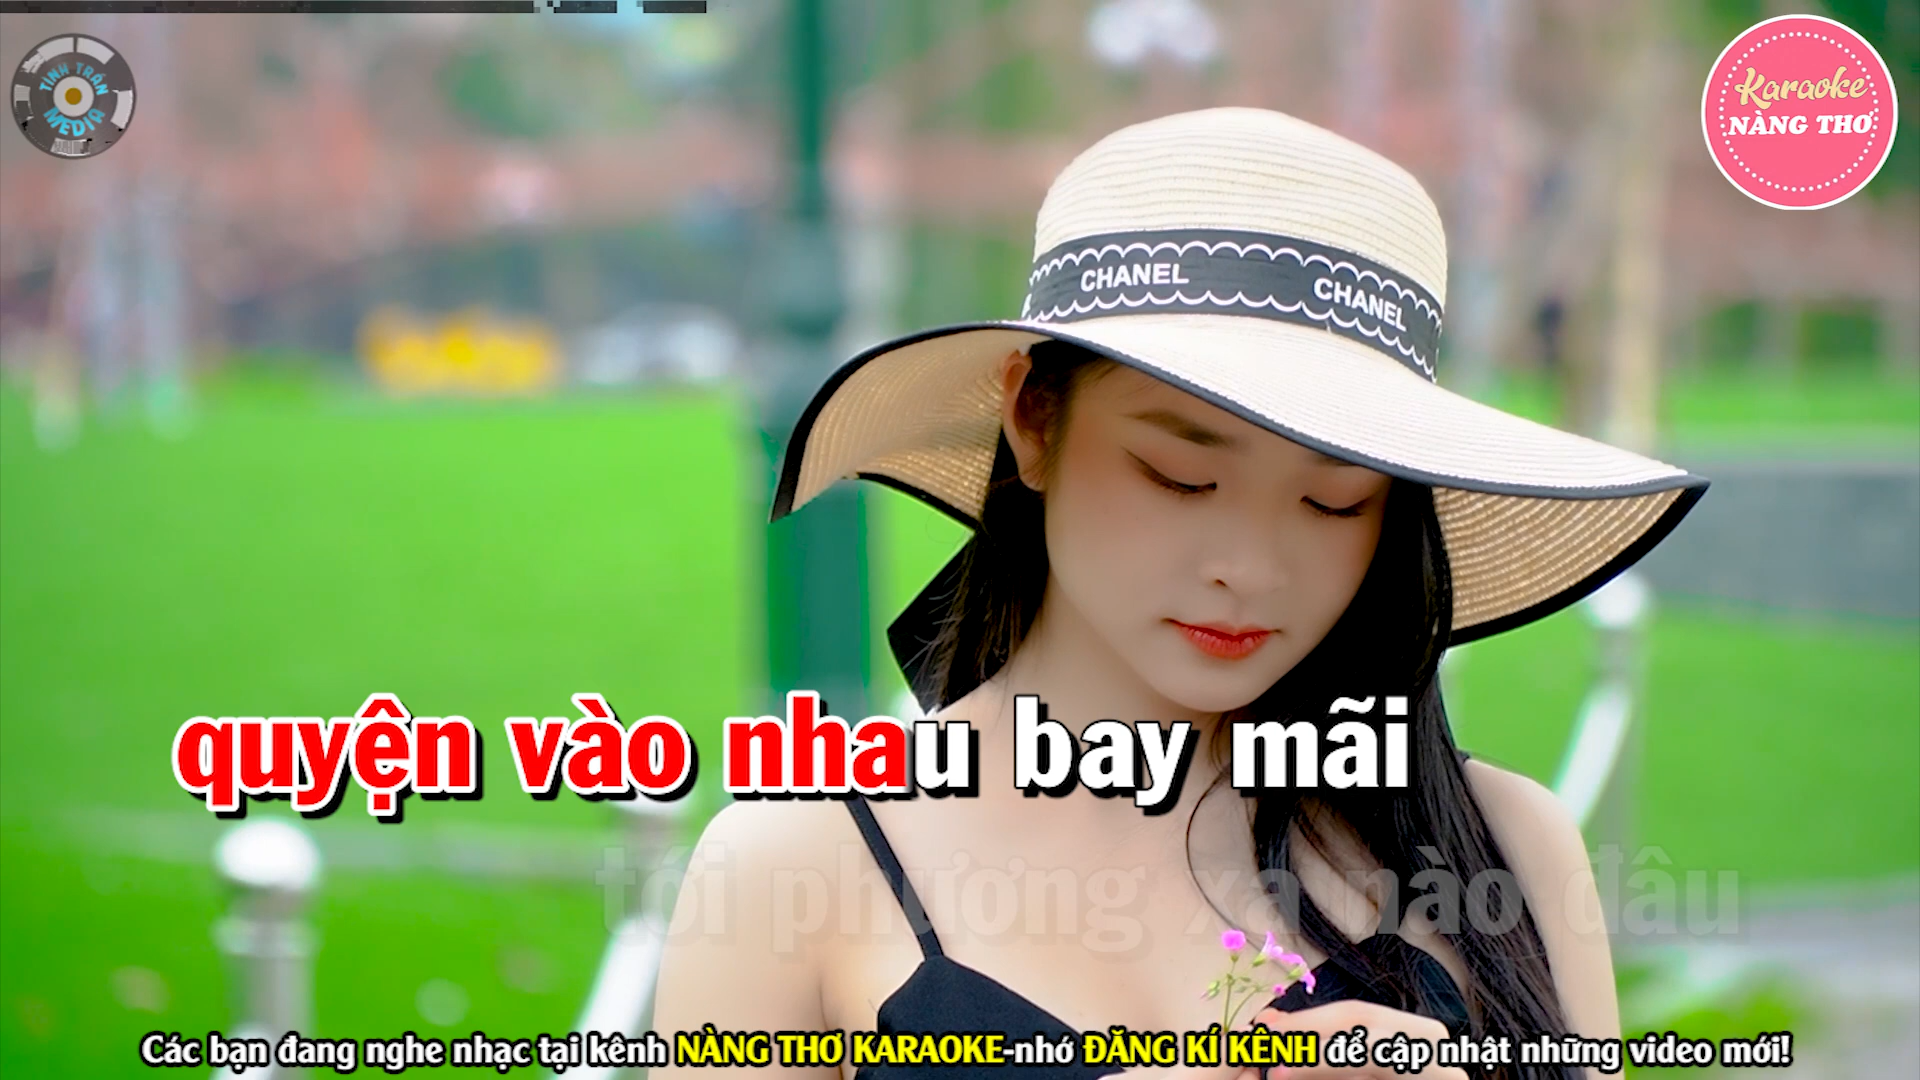 TÌNH TRẦN
MEDIA
Karaoke
NÀNG THƠ
CHANEL CHANEL
quyện vào nhau bay mãi
tới phương xa nào đâu
Các bạn đang nghe nhạc tại kênh NÀNG THƠ KARAOKE-nhớ ĐĂNG KÍ KÊNH để cập nhật những video mới!